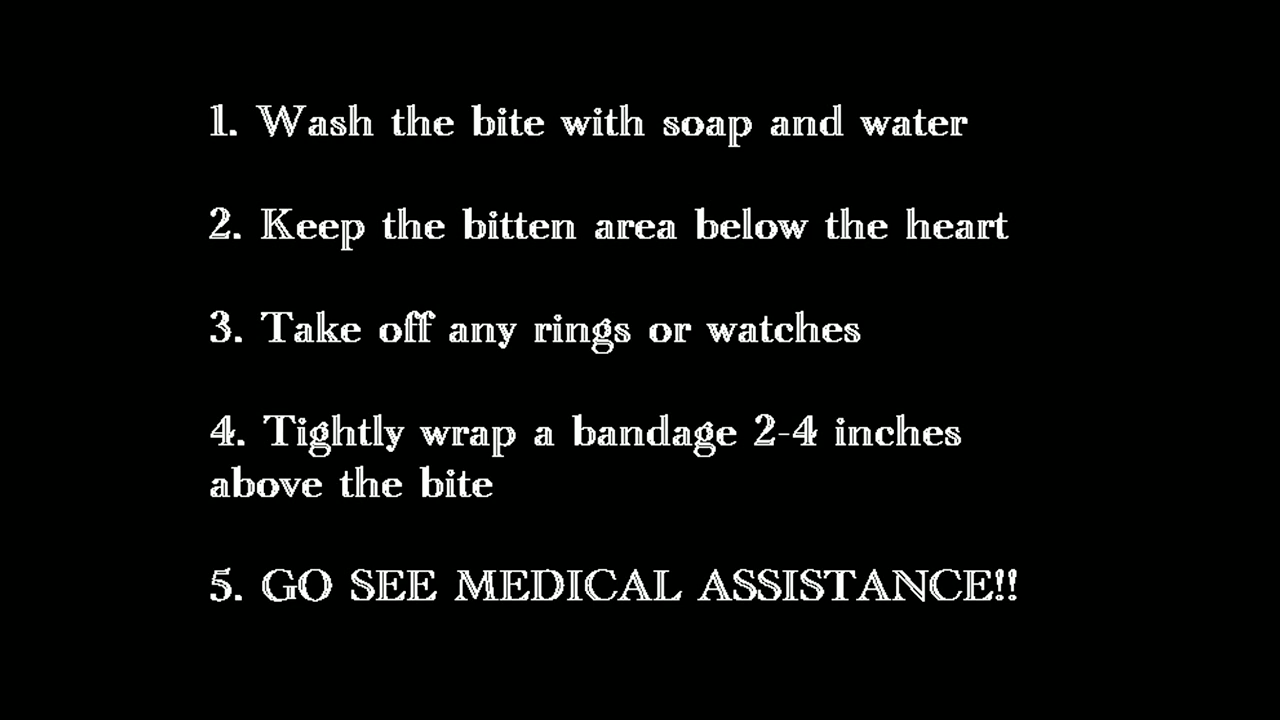 1. Wash the bite with soap and water
2. Keep the bitten area below the heart
3. Take off any rings or watches
4. Tightly wrap a bandage 2-4 inches
above the bite
5. GO SEE MEDICAL ASSISTANCE!!